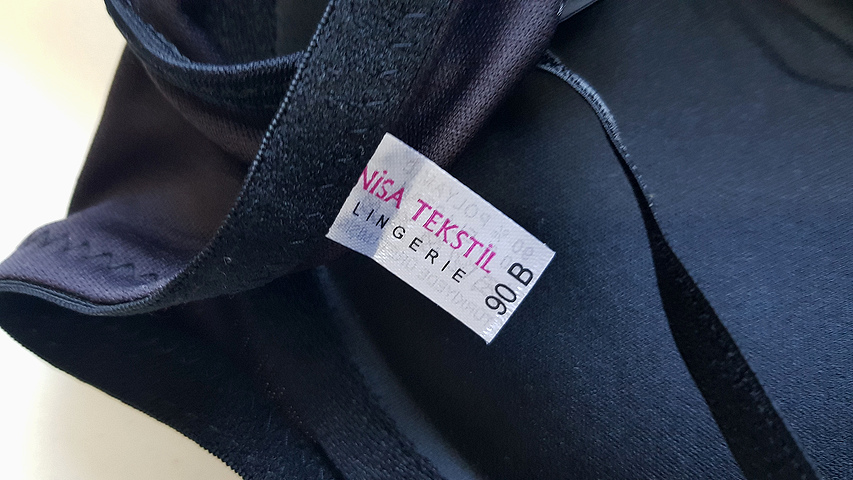 NİSA TEKSTİL
LINGERIE
90 B